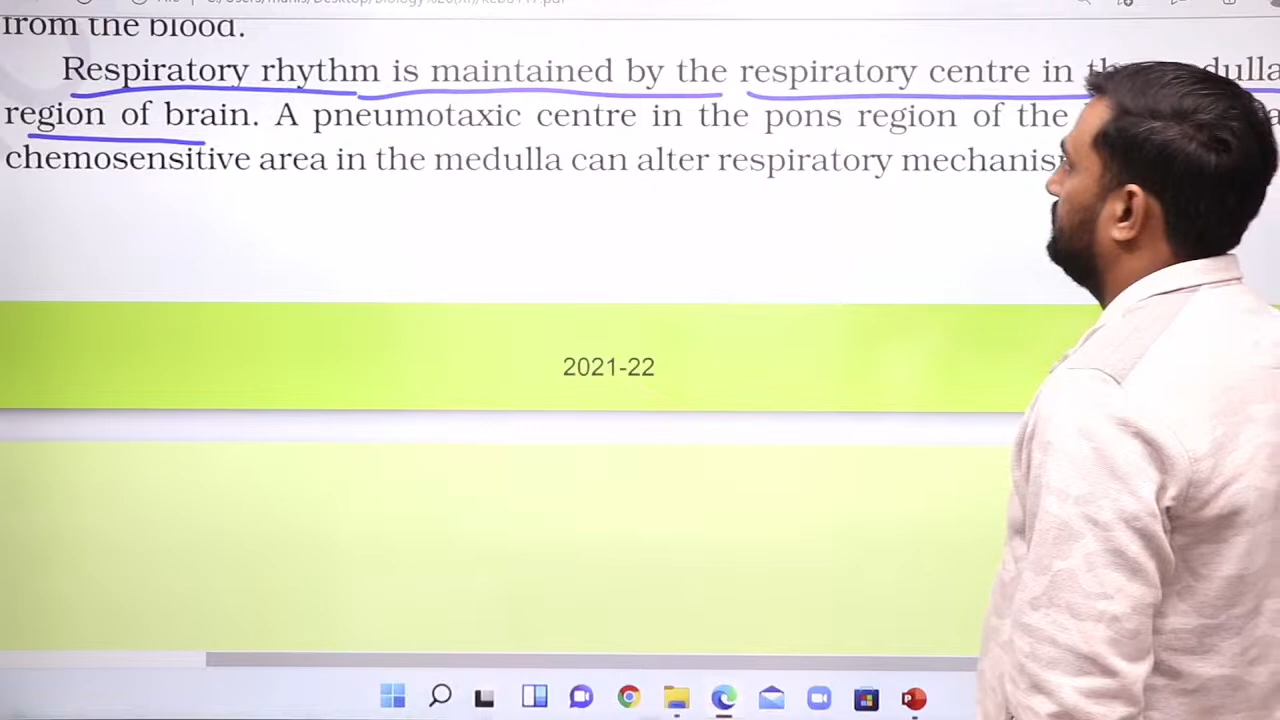 from the blood.
Respiratory rhythm is maintained by the respiratory centre in
region of brain. A pneumotaxic centre in the pons region of the
chemosensitive area in the medulla can alter respiratory
2021-22